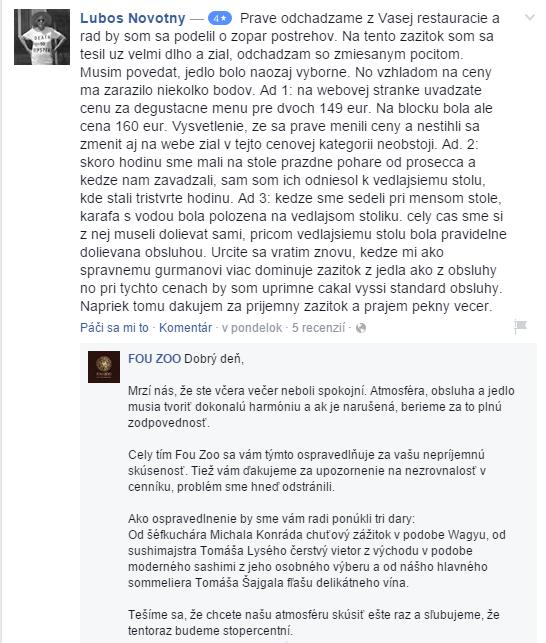 Lubos Novotny — 4★ Prave odchadzame z Vasej restauracie a
rad by som sa podelil o zopar postrehov. Na tento zazitok som sa
tesil uz velmi dlho a zial, odchadzam so zmiesanym pocitom.
Musim povedat, jedlo bolo naozaj vyborne. No vzhladom na ceny
ma zarazilo niekolko bodov. Ad 1: na webovej stranke uvadzate
cenu za degustacne menu pre dvoch 149 eur. Na blocku bola ale
cena 160 eur. Vysvetlenie, ze sa prave menili ceny a nestihli sa
zmenit aj na webe zial v tejto cenovej kategorii neobstoji. Ad. 2:
skoro hodinu sme mali na stole prazdne pohare od prosecca a
kedze nam zavadzali, sam som ich odniesol k vedlajsiemu stolu,
kde stali tristvrte hodinu. Ad 3: kedze sme sedeli pri mensom stole,
karafa s vodou bola polozena na vedlajsom stoliku. cely cas sme si
z nej museli dolievat sami, pricom vedlajsiemu stolu bola pravidelne
dolievana obsluhou. Urcite sa vratim znovu, kedze mi ako
spravnemu gurmanovi viac dominuje zazitok z jedla ako z obsluhy
no pri tychto cenach by som uprimne cakal vyssi standard obsluhy.
Napriek tomu dakujem za prijemny zazitok a prajem pekny vecer.
Páči sa mi to · Komentár · v pondelok · 5 recenzií ·
FOU ZOO Dobrý deň,
Mrzí nás, že ste včera večer neboli spokojní. Atmosféra, obsluha a jedlo
musia tvoriť dokonalú harmóniu a ak je narušená, berieme za to plnú
zodpovednosť.
Cely tím Fou Zoo sa vám týmto ospravedlňuje za vašu nepríjemnú
skúsenosť. Tiež vám ďakujeme za upozornenie na nezrovnalosť v
cenníku, problém sme hneď odstránili.
Ako ospravedlnenie by sme vám radi ponúkli tri dary:
Od šéfkuchára Michala Konráda chuťový zážitok v podobe Wagyu, od
sushimajstra Tomáša Lysého čerstvý vietor z východu v podobe
moderného sashimi z jeho osobného výberu a od nášho hlavného
sommeliera Tomáša Šajgala fľašu delikátneho vína.
Tešíme sa, že chcete našu atmosféru skúsiť ešte raz a sľubujeme, že
tentoraz budeme stopercentní.